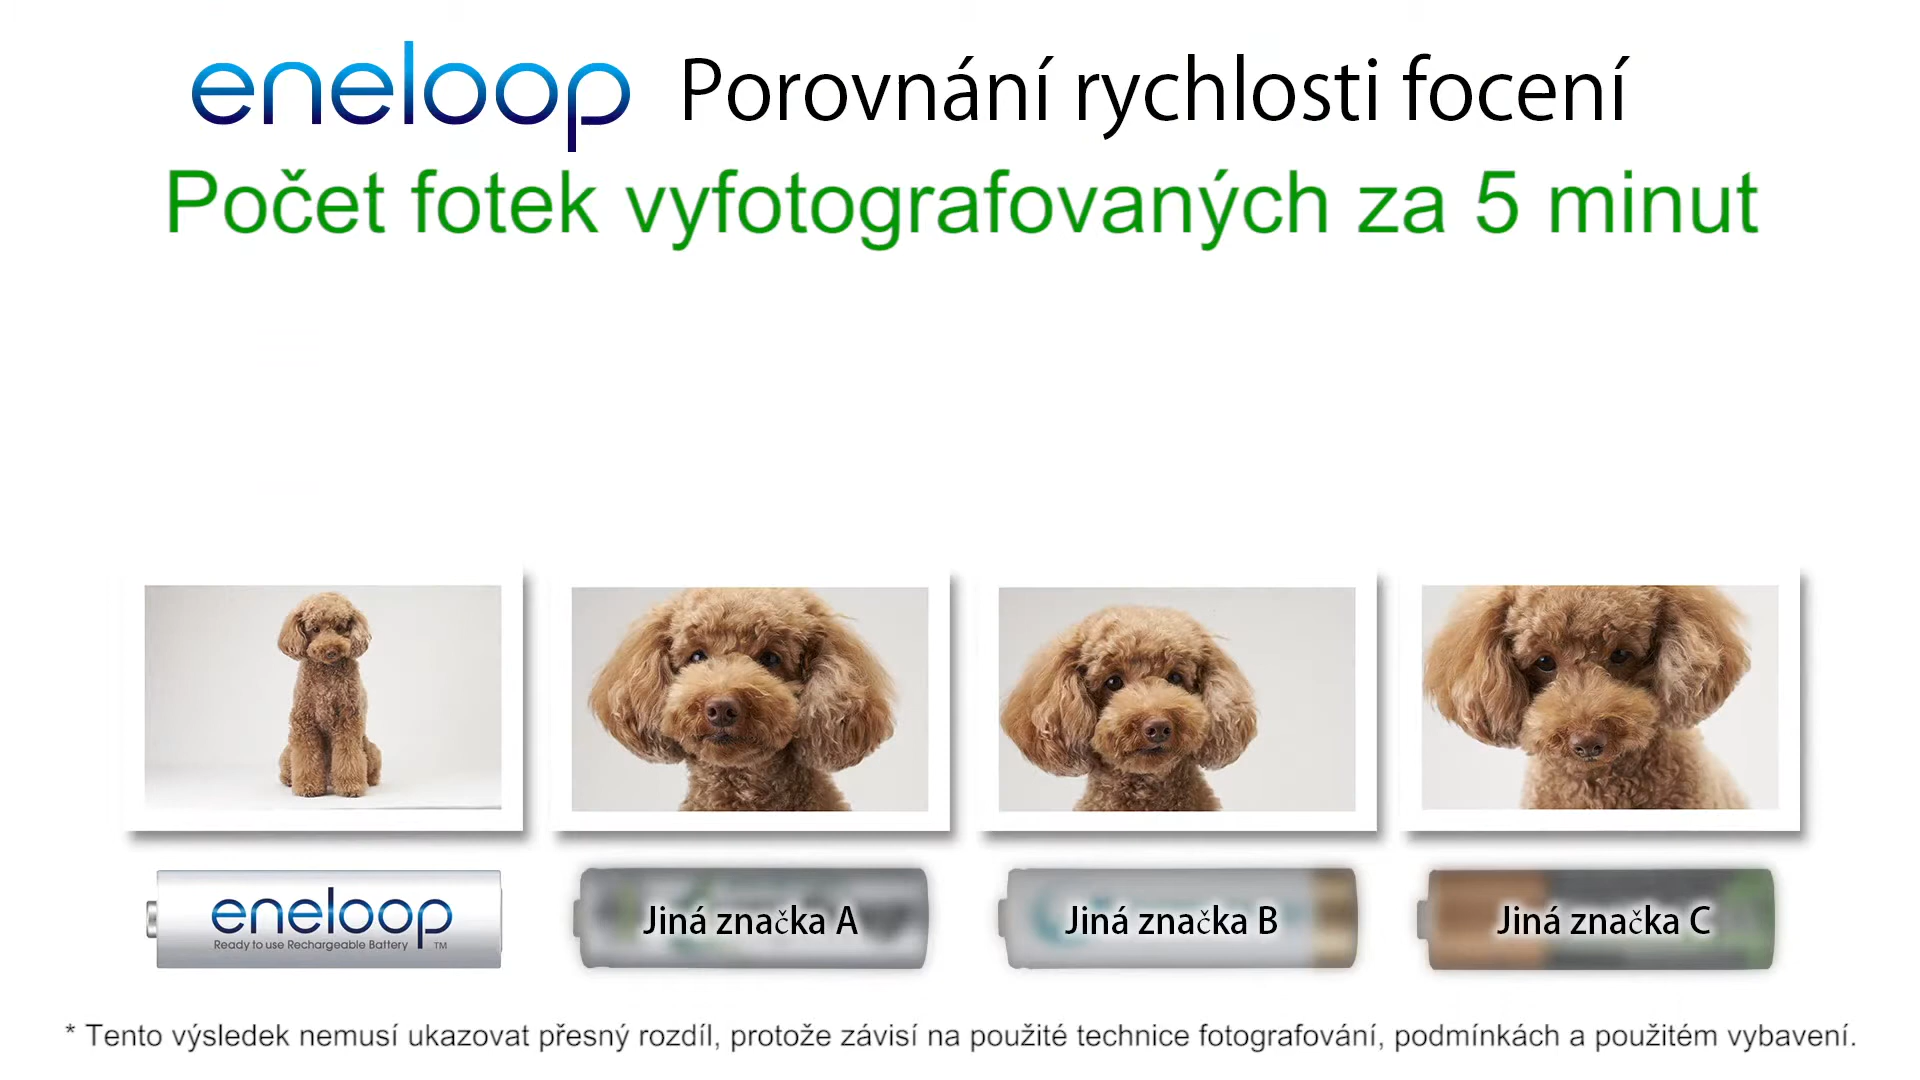 eneloop Porovnání rychlosti focení
Počet fotek vyfotografovaných za 5 minut
eneloop
Ready to use Rechargeable Battery TM
Jiná značka A
Jiná značka B
Jiná značka C
* Tento výsledek nemusí ukazovat přesný rozdíl, protože závisí na použité technice fotografování, podmínkách a použitém vybavení.